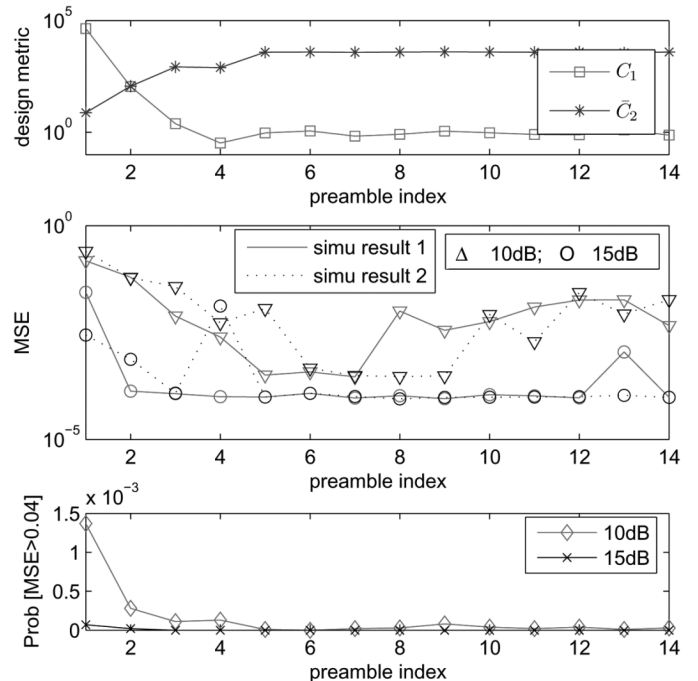 design metric
10^5
10^0
C_1
C̄_2
2 4 6 8 10 12 14
preamble index
MSE
10^0
10^-5
simu result 1
simu result 2
Δ 10dB; O 15dB
2 4 6 8 10 12 14
preamble index
Prob [MSE>0.04]
x 10^-3
1.5
1
0.5
0
10dB
15dB
2 4 6 8 10 12 14
preamble index